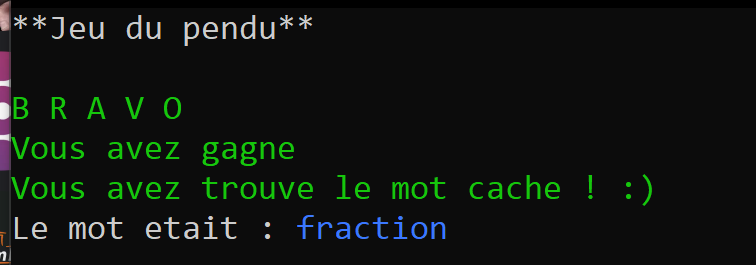 **Jeu du pendu**
B R A V O
Vous avez gagne
Vous avez trouve le mot cache ! :)
Le mot etait : fraction